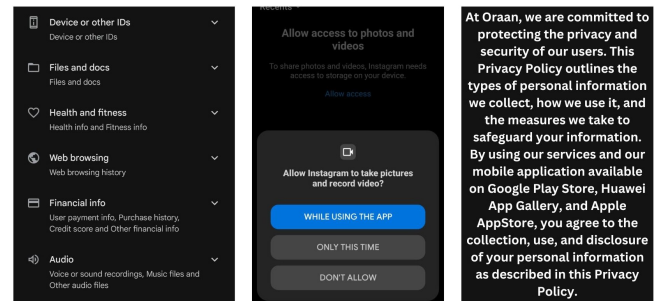 Device or other IDs
Device or other IDs
Files and docs
Files and docs
Health and fitness
Health info and Fitness info
Web browsing
Web browsing history
Financial info
User payment info, Purchase history,
Credit score and Other financial info
Audio
Voice or sound recordings, Music files and
Other audio files
Recents
Allow access to photos and
videos
To share photos and videos, Instagram needs
access to storage on your device.
Allow access
Allow Instagram to take pictures
and record video?
WHILE USING THE APP
ONLY THIS TIME
DON'T ALLOW
At Oraan, we are committed to
protecting the privacy and
security of our users. This
Privacy Policy outlines the
types of personal information
we collect, how we use it, and
the measures we take to
safeguard your information.
By using our services and our
mobile application available
on Google Play Store, Huawei
App Gallery, and Apple
AppStore, you agree to the
collection, use, and disclosure
of your personal information
as described in this Privacy
Policy.